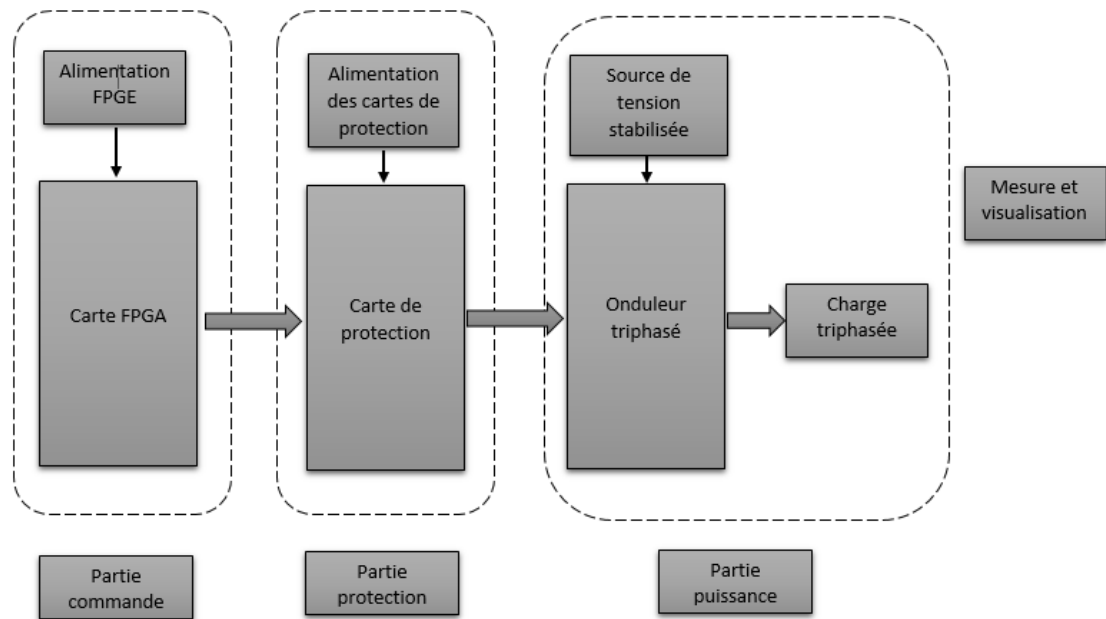 Alimentation
FPGE
Alimentation
des cartes de
protection
Source de
tension
stabilisée
Mesure et
visualisation
Carte FPGA
Carte de
protection
Onduleur
triphasé
Charge
triphasée
Partie
commande
Partie
protection
Partie
puissance